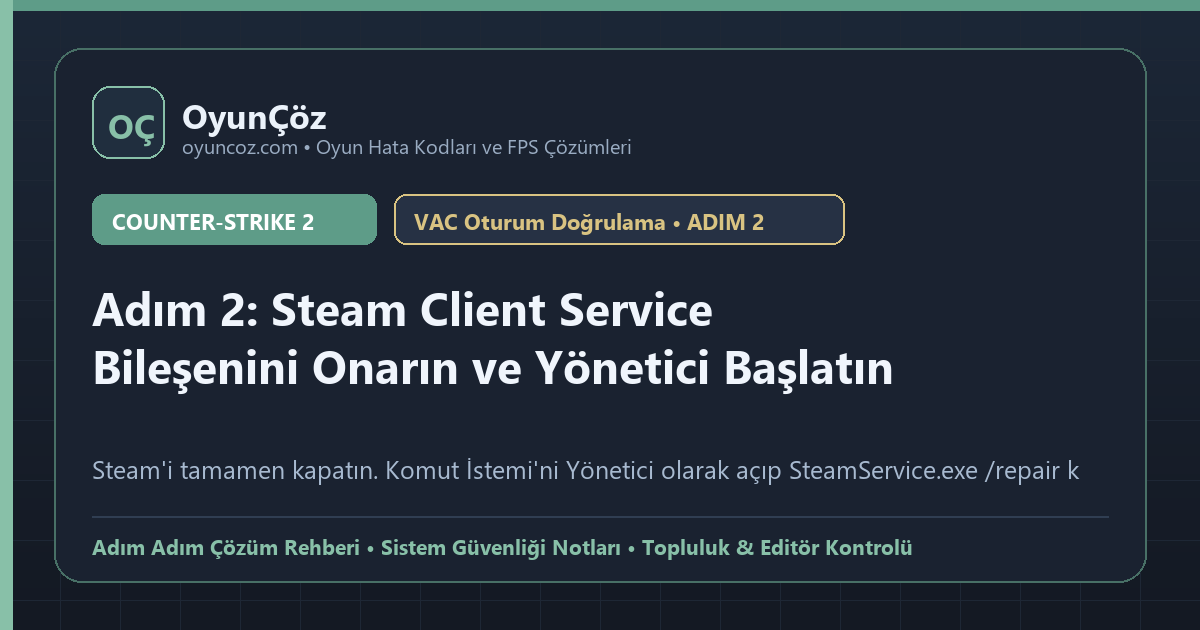 OÇ
OyunÇöz
oyuncoz.com • Oyun Hata Kodları ve FPS Çözümleri
COUNTER-STRIKE 2
VAC Oturum Doğrulama • ADIM 2
Adım 2: Steam Client Service
Bileşenini Onarın ve Yönetici Başlatın
Steam'i tamamen kapatın. Komut İstemi'ni Yönetici olarak açıp SteamService.exe /repair k
Adım Adım Çözüm Rehberi • Sistem Güvenliği Notları • Topluluk & Editör Kontrolü